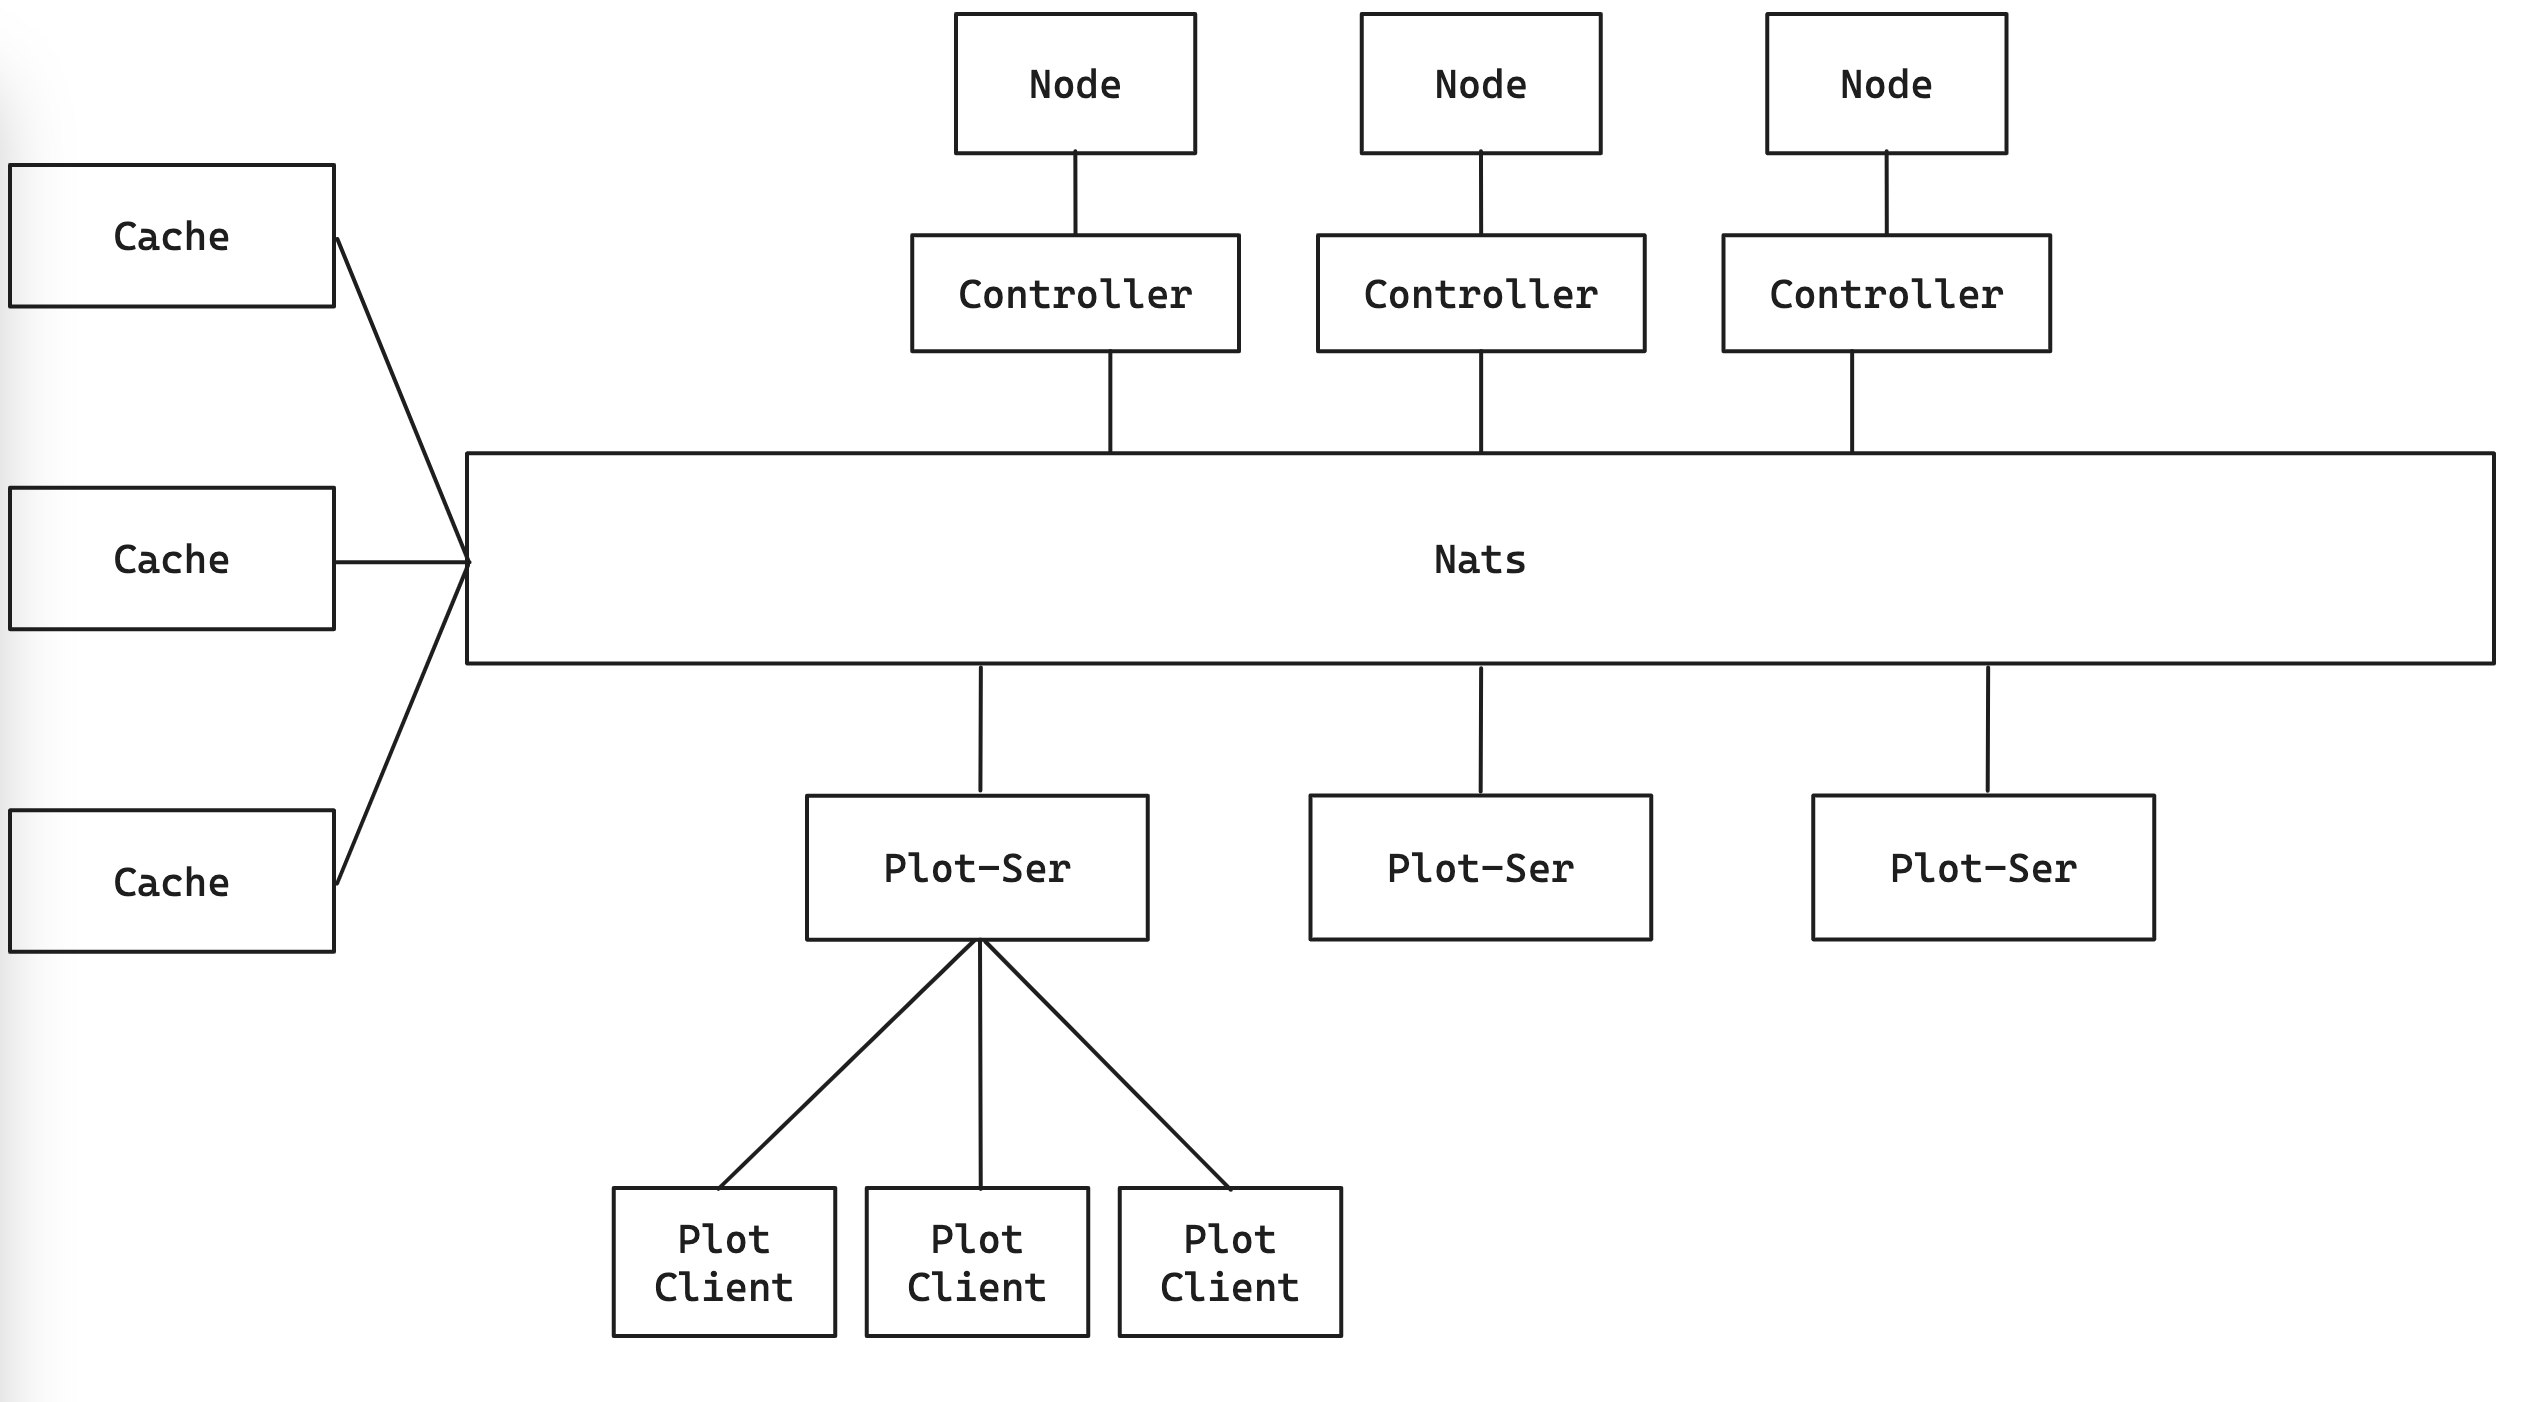 Node
Node
Node
Cache
Controller
Controller
Controller
Cache
Nats
Plot-Ser
Plot-Ser
Plot-Ser
Cache
Plot
Client
Plot
Client
Plot
Client